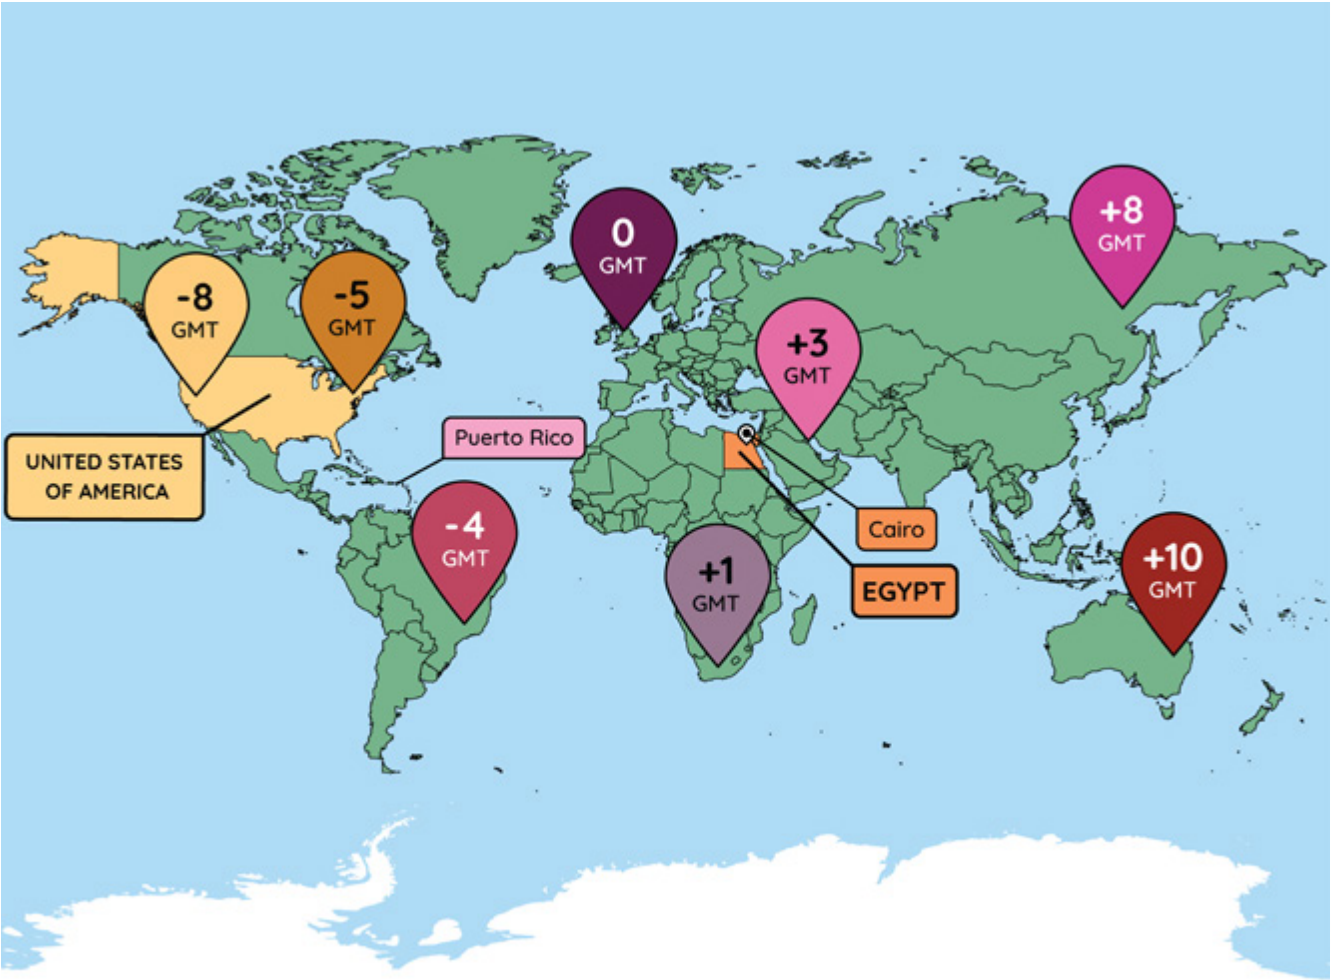 0
GMT
+8
GMT
-8
GMT
-5
GMT
+3
GMT
Puerto Rico
UNITED STATES
OF AMERICA
-4
GMT
Cairo
+1
GMT
EGYPT
+10
GMT